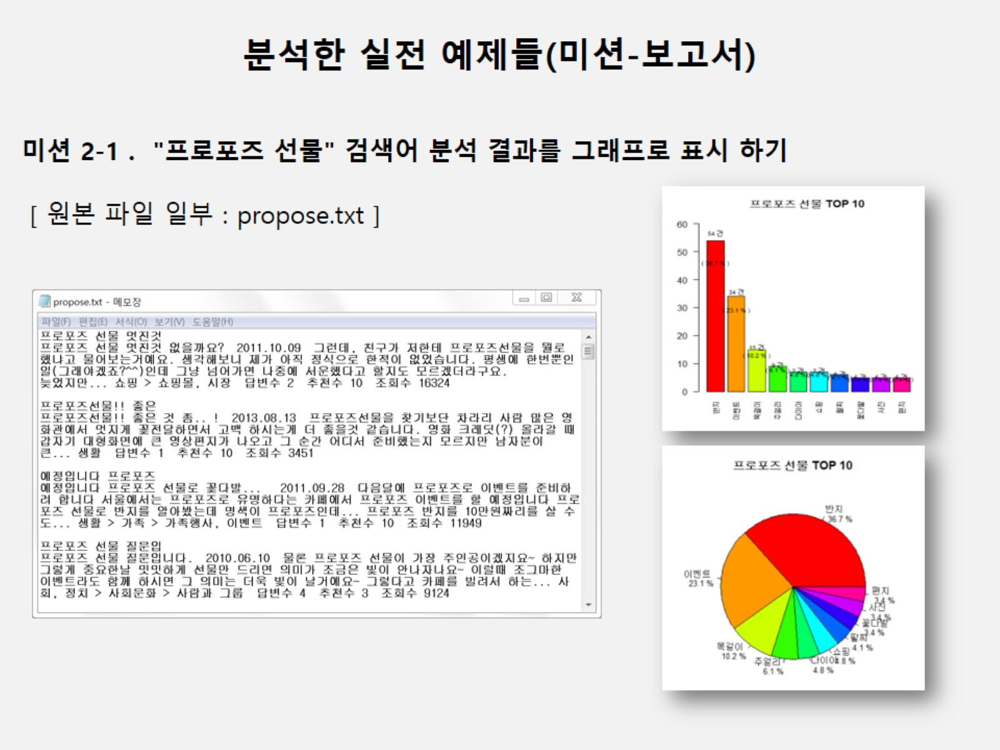 분석한 실전 예제들(미션-보고서)
미션 2-1 . "프로포즈 선물" 검색어 분석 결과를 그래프로 표시 하기
[ 원본 파일 일부 : propose.txt ]
propose.txt - 메모장
파일(F) 편집(E) 서식(O) 보기(V) 도움말(H)
프로포즈 선물 멋진것
프로포즈 선물 멋진것 없을까요? 2011.10.09 그런데, 친구가 저한테 프로포즈선물을 뭘로
했냐고 물어보는거예요. 생각해보니 제가 아직 정식으로 한적이 없었습니다. 평생에 한번뿐인
일(그래야겠죠?^^)인데 그냥 넘어가면 나중에 서운했다고 할지도 모르겠더라구요.
늦었지만... 쇼핑 > 쇼핑몰, 시장 답변수 2 추천수 10 조회수 16324
프로포즈선물!! 좋은
프로포즈선물!! 좋은 것 좀.. ! 2013.08.13 프로포즈선물을 찾기보단 차라리 사람 많은 영
화관에서 멋지게 꽃전달하면서 고백 하시는게 더 좋을것 같습니다. 영화 크레딧(?) 올라갈 때
갑자기 대형화면에 큰 영상편지가 나오고 그 순간 어디서 준비했는지 모르지만 남자분이
큰... 생활 답변수 1 추천수 10 조회수 3451
예정입니다 프로포즈
예정입니다 프로포즈 선물로 꽃다발... 2011.09.28 다음달에 프로포즈로 이벤트를 준비하
려 합니다 서울에서는 프로포즈로 유명하다는 카페에서 프로포즈 이벤트를 할 예정입니다 프로
포즈 선물로 반지를 알아봤는데 명색이 프로포즈인데... 프로포즈 반지를 10만원짜리를 살 수
도... 생활 > 가족 > 가족행사, 이벤트 답변수 1 추천수 10 조회수 11949
프로포즈 선물 질문입
프로포즈 선물 질문입니다. 2010.06.10 물론 프로포즈 선물이 가장 주인공이겠지요~ 하지만
그렇게 중요한날 밋밋하게 선물만 드리면 의미가 조금은 빛이 안나자나요~ 이럴때 조그마한
이벤트라도 함께 하시면 그 의미는 더욱 빛이 날거예요~ 그렇다고 카페를 빌려서 하는... 사
회, 정치 > 사회문화 > 사람과 그룹 답변수 4 추천수 3 조회수 9124
프로포즈 선물 TOP 10
60
50
40
30
20
10
0
54 건
( 36.7 % )
34 건
( 23.1 % )
15 건
( 10.2 % )
반지
이벤트
목걸이
주얼리
다이아
쇼핑
팔찌
꽃다발
사진
편지
프로포즈 선물 TOP 10
반지
36.7 %
이벤트
23.1 %
목걸이
10.2 %
주얼리
6.1 %
다이아
4.8 %
쇼핑
4.8 %
팔찌
4.1 %
꽃다발
3.4 %
사진
3.4 %
편지
3.4 %